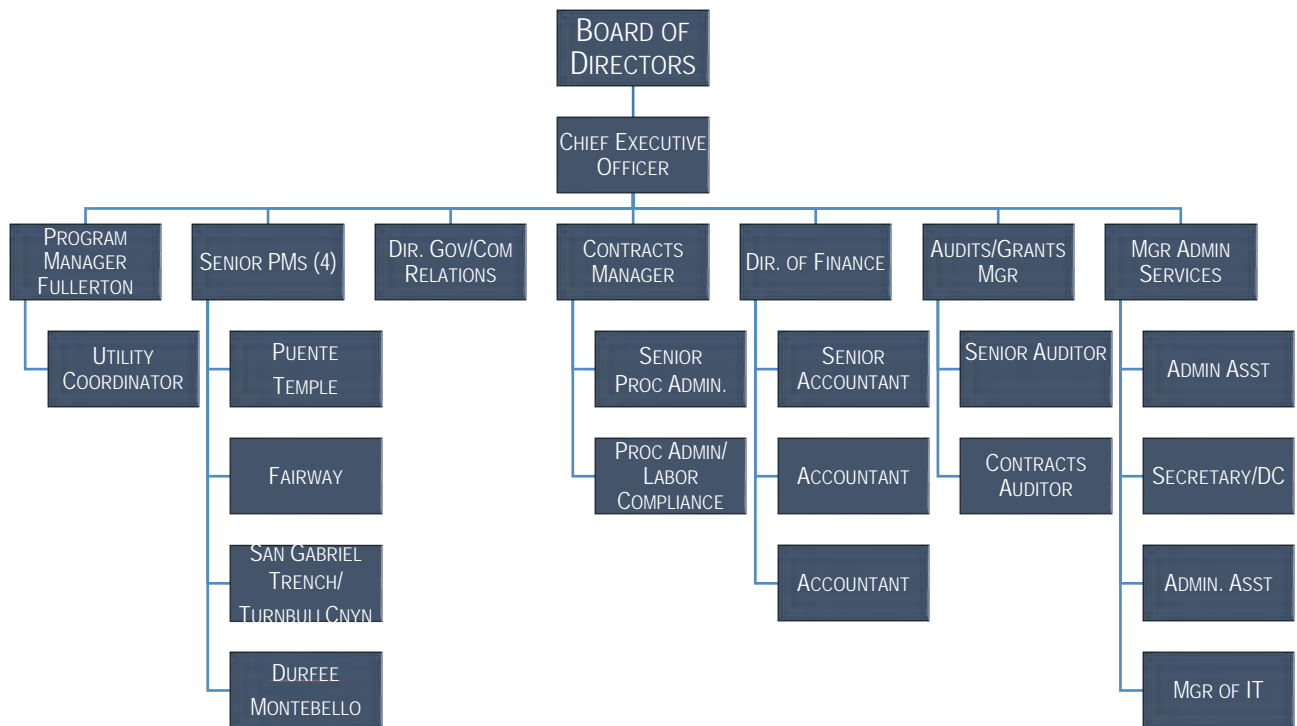 BOARD OF
DIRECTORS
CHIEF EXECUTIVE
OFFICER
PROGRAM
MANAGER
FULLERTON
SENIOR PMS (4)
DIR. GOV/COM
RELATIONS
CONTRACTS
MANAGER
DIR. OF FINANCE
AUDITS/GRANTS
MGR
MGR ADMIN
SERVICES
UTILITY
COORDINATOR
PUENTE
TEMPLE
SENIOR
PROC ADMIN.
SENIOR
ACCOUNTANT
SENIOR AUDITOR
ADMIN ASST
FAIRWAY
PROC ADMIN/
LABOR
COMPLIANCE
ACCOUNTANT
CONTRACTS
AUDITOR
SECRETARY/DC
SAN GABRIEL
TRENCH/
TURNBULL CNYN
ACCOUNTANT
ADMIN. ASST
DURFEE
MONTEBELLO
MGR OF IT